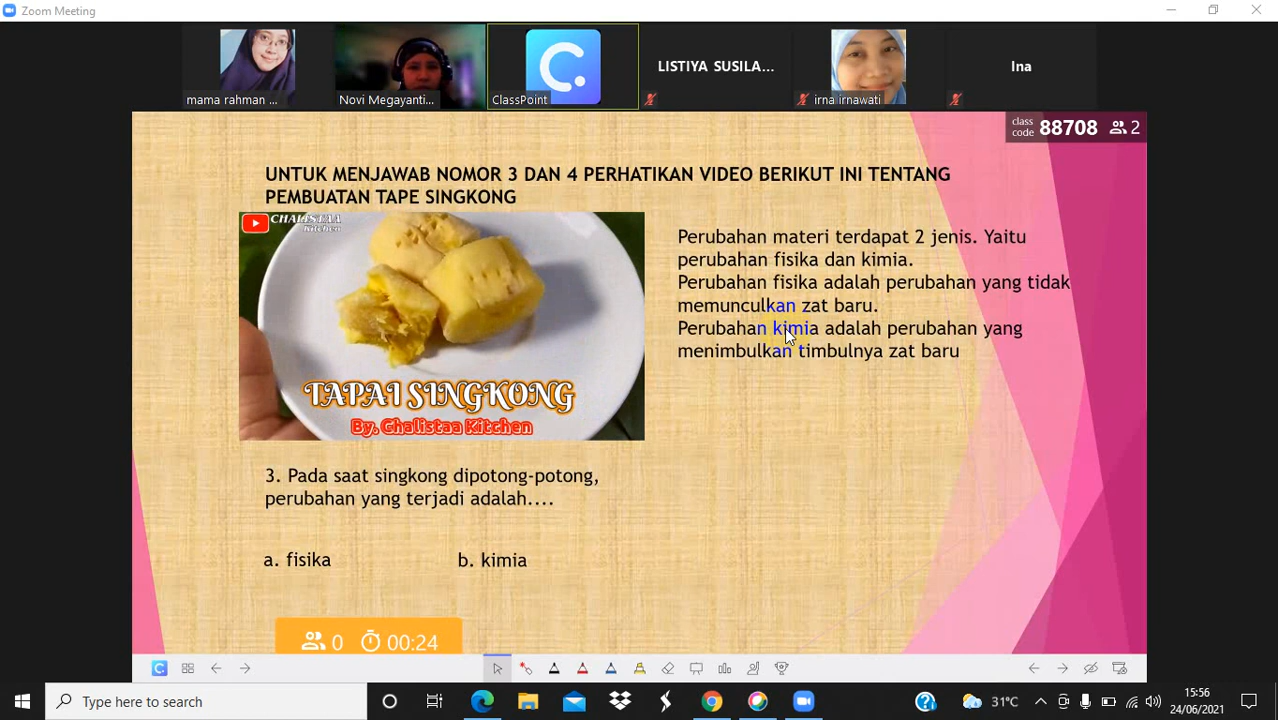 Zoom Meeting
mama rahman ...
Novi Megayanti...
ClassPoint
LISTIYA SUSILA...
irna irnawati
Ina
class code 88708 2
UNTUK MENJAWAB NOMOR 3 DAN 4 PERHATIKAN VIDEO BERIKUT INI TENTANG
PEMBUATAN TAPE SINGKONG
CHALISTAA
Kitchen
TAPAI SINGKONG
By. Chalistaa Kitchen
Perubahan materi terdapat 2 jenis. Yaitu
perubahan fisika dan kimia.
Perubahan fisika adalah perubahan yang tidak
memunculkan zat baru.
Perubahan kimia adalah perubahan yang
menimbulkan timbulnya zat baru
3. Pada saat singkong dipotong-potong,
perubahan yang terjadi adalah....
a. fisika b. kimia
0 00:24
Type here to search
31°C
15:56
24/06/2021